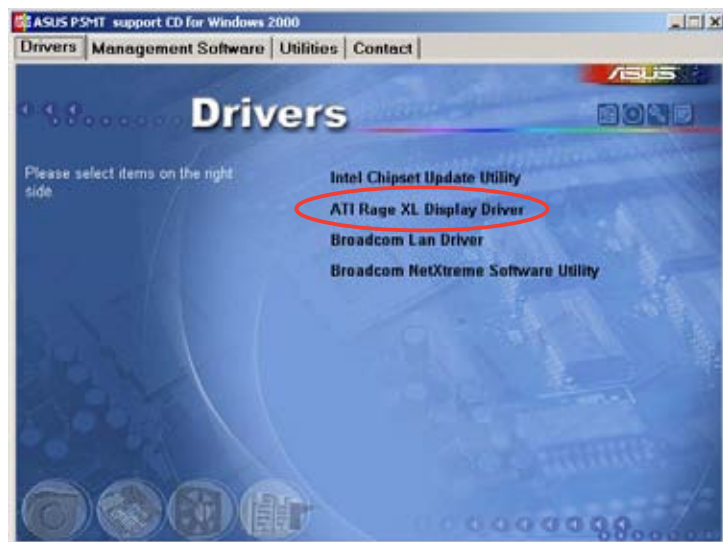 ASUS PSMT support CD for Windows 2000
Drivers Management Software Utilities Contact
ASUS
Drivers
Please select items on the right
side.
Intel Chipset Update Utility
ATI Rage XL Display Driver
Broadcom Lan Driver
Broadcom NetXtreme Software Utility